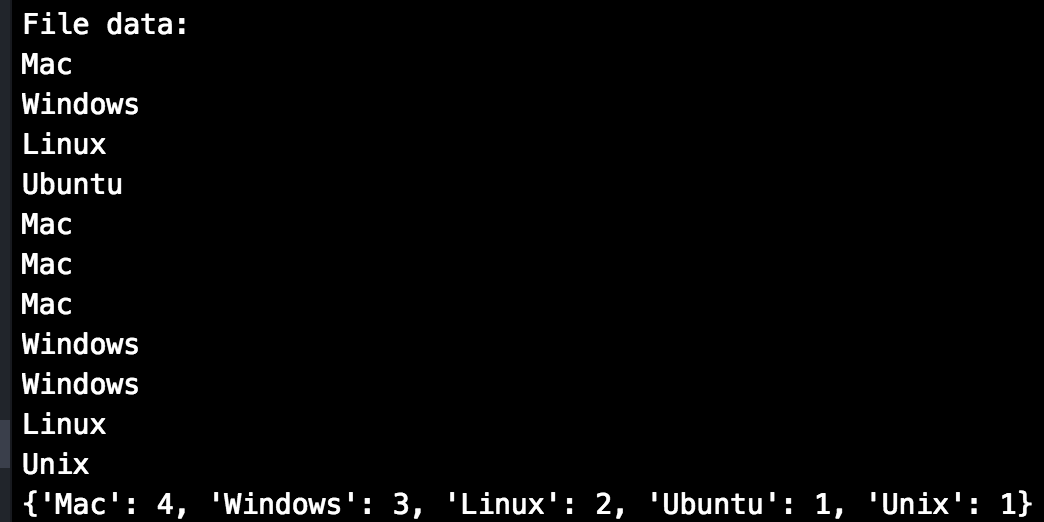 File data:
Mac
Windows
Linux
Ubuntu
Mac
Mac
Mac
Windows
Windows
Linux
Unix
{'Mac': 4, 'Windows': 3, 'Linux': 2, 'Ubuntu': 1, 'Unix': 1}